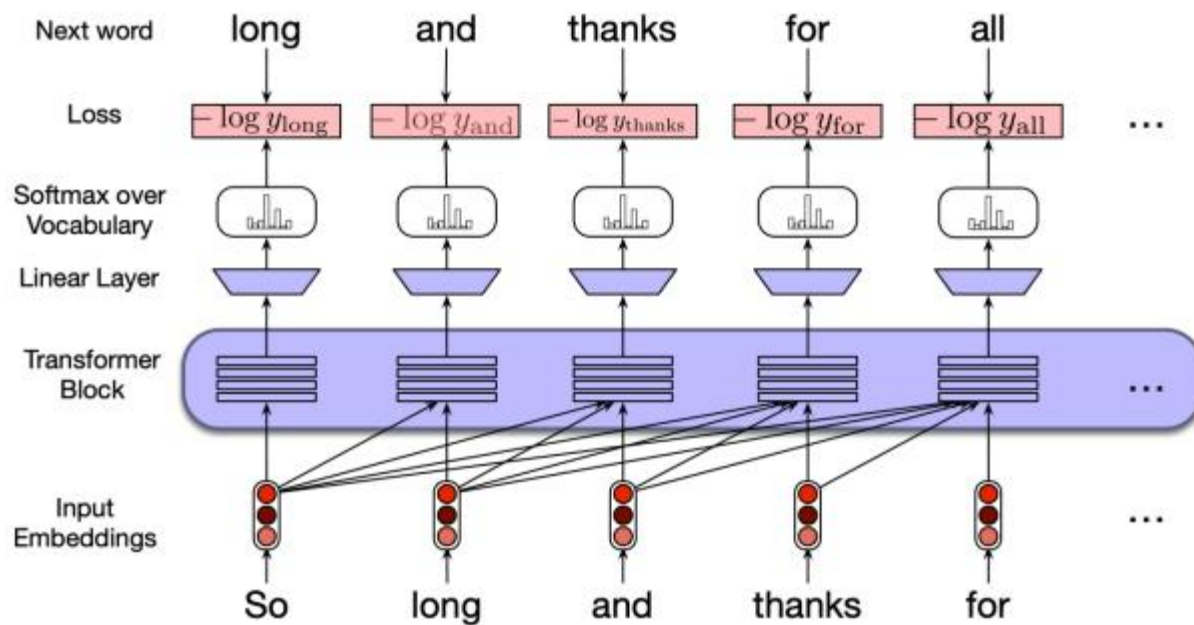 Next word long and thanks for all
Loss − log y_long − log y_and − log y_thanks − log y_for − log y_all ...
Softmax over
Vocabulary
Linear Layer
Transformer
Block ...
Input
Embeddings ...
So long and thanks for